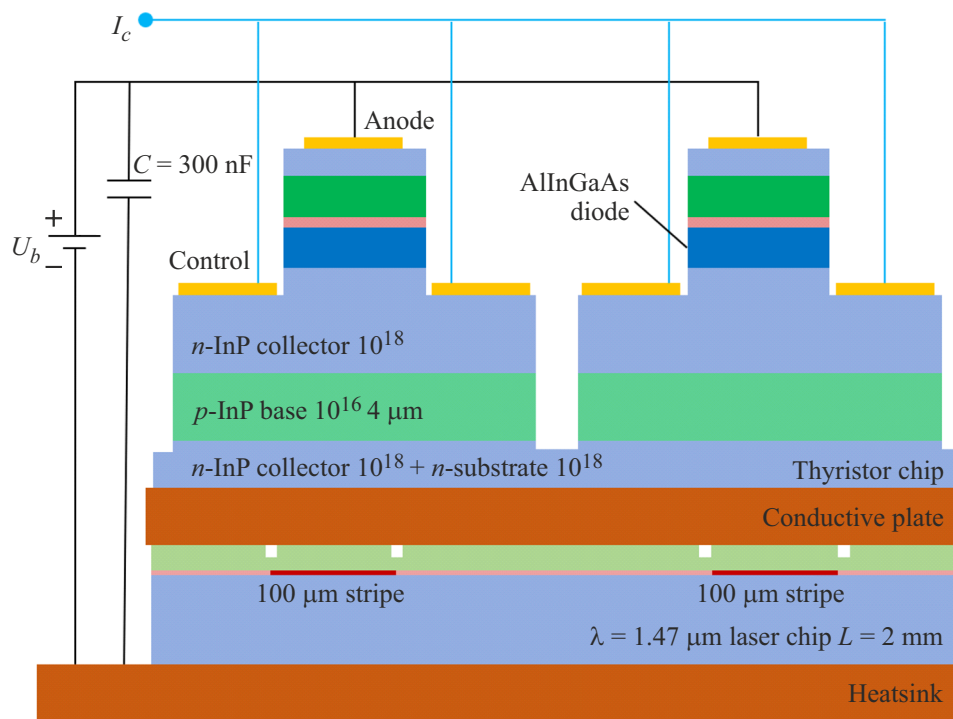 I_c
Anode
C = 300 nF
AlInGaAs
diode
+
U_b
−
Control
n-InP collector 10^18
p-InP base 10^16 4 μm
n-InP collector 10^18 + n-substrate 10^18
Thyristor chip
Conductive plate
100 μm stripe
100 μm stripe
λ = 1.47 μm laser chip L = 2 mm
Heatsink